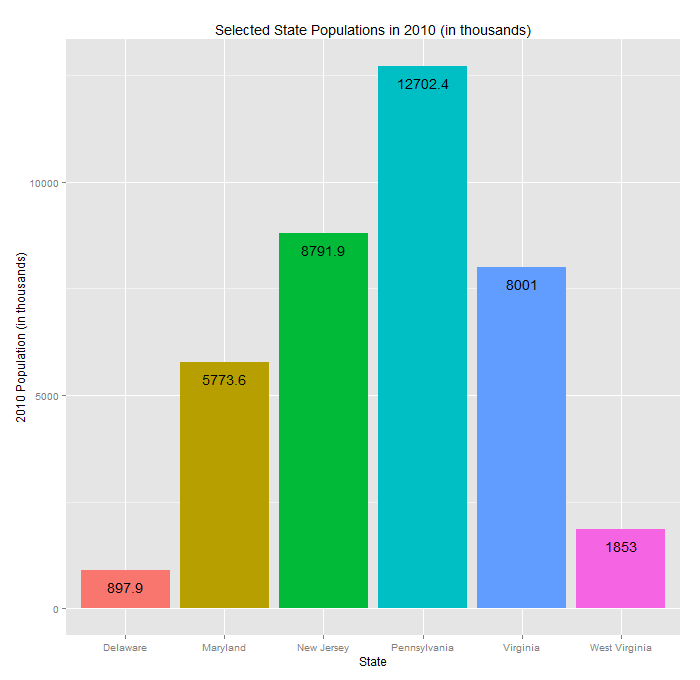 Selected State Populations in 2010 (in thousands)
12702.4
10000
8791.9
8001
2010 Population (in thousands)
5773.6
5000
1853
897.9
0
Delaware
Maryland
New Jersey
Pennsylvania
Virginia
West Virginia
State